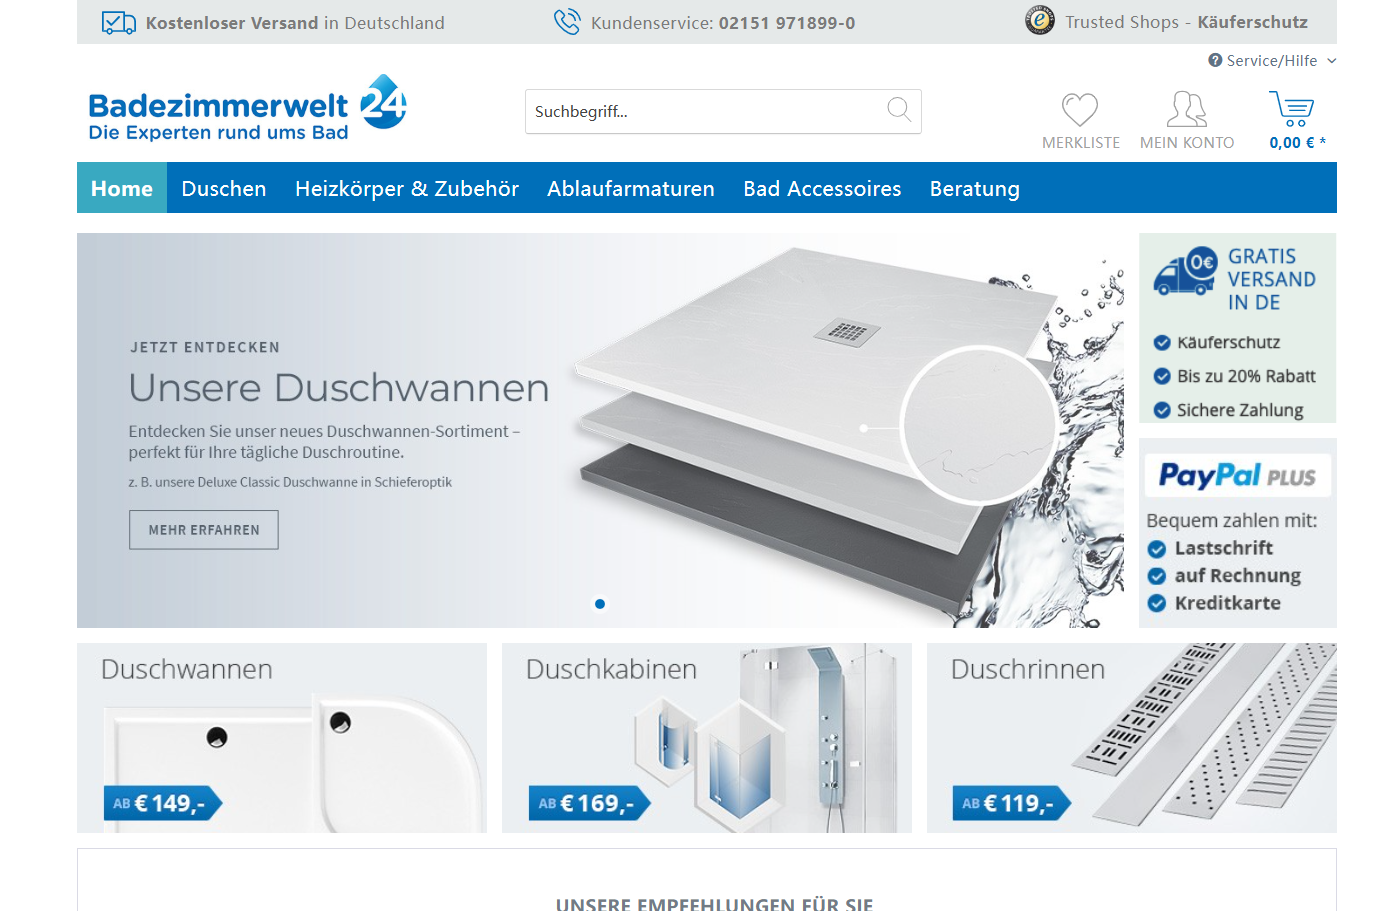 Kostenloser Versand in Deutschland
Kundenservice: 02151 971899-0
Trusted Shops - Käuferschutz
Service/Hilfe
Badezimmerwelt 24
Die Experten rund ums Bad
Suchbegriff...
MERKLISTE
MEIN KONTO
0,00 € *
Home
Duschen
Heizkörper & Zubehör
Ablaufarmaturen
Bad Accessoires
Beratung
JETZT ENTDECKEN
Unsere Duschwannen
Entdecken Sie unser neues Duschwannen-Sortiment –
perfekt für Ihre tägliche Duschroutine.
z. B. unsere Deluxe Classic Duschwanne in Schieferoptik
MEHR ERFAHREN
0€
GRATIS
VERSAND
IN DE
Käuferschutz
Bis zu 20% Rabatt
Sichere Zahlung
PayPal PLUS
Bequem zahlen mit:
Lastschrift
auf Rechnung
Kreditkarte
Duschwannen
AB € 149,-
Duschkabinen
AB € 169,-
Duschrinnen
AB € 119,-
UNSERE EMPFEHLUNGEN FÜR SIE